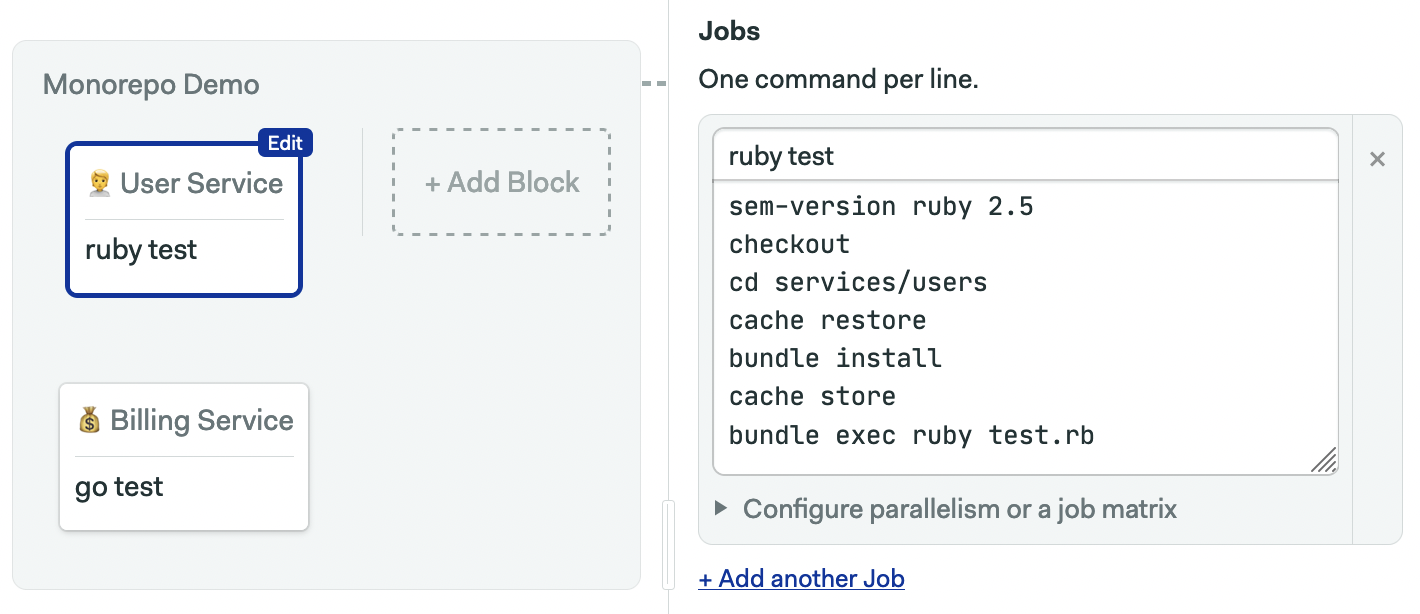 Monorepo Demo
Edit
User Service
ruby test
+ Add Block
Billing Service
go test
Jobs
One command per line.
ruby test
sem-version ruby 2.5
checkout
cd services/users
cache restore
bundle install
cache store
bundle exec ruby test.rb
Configure parallelism or a job matrix
+ Add another Job